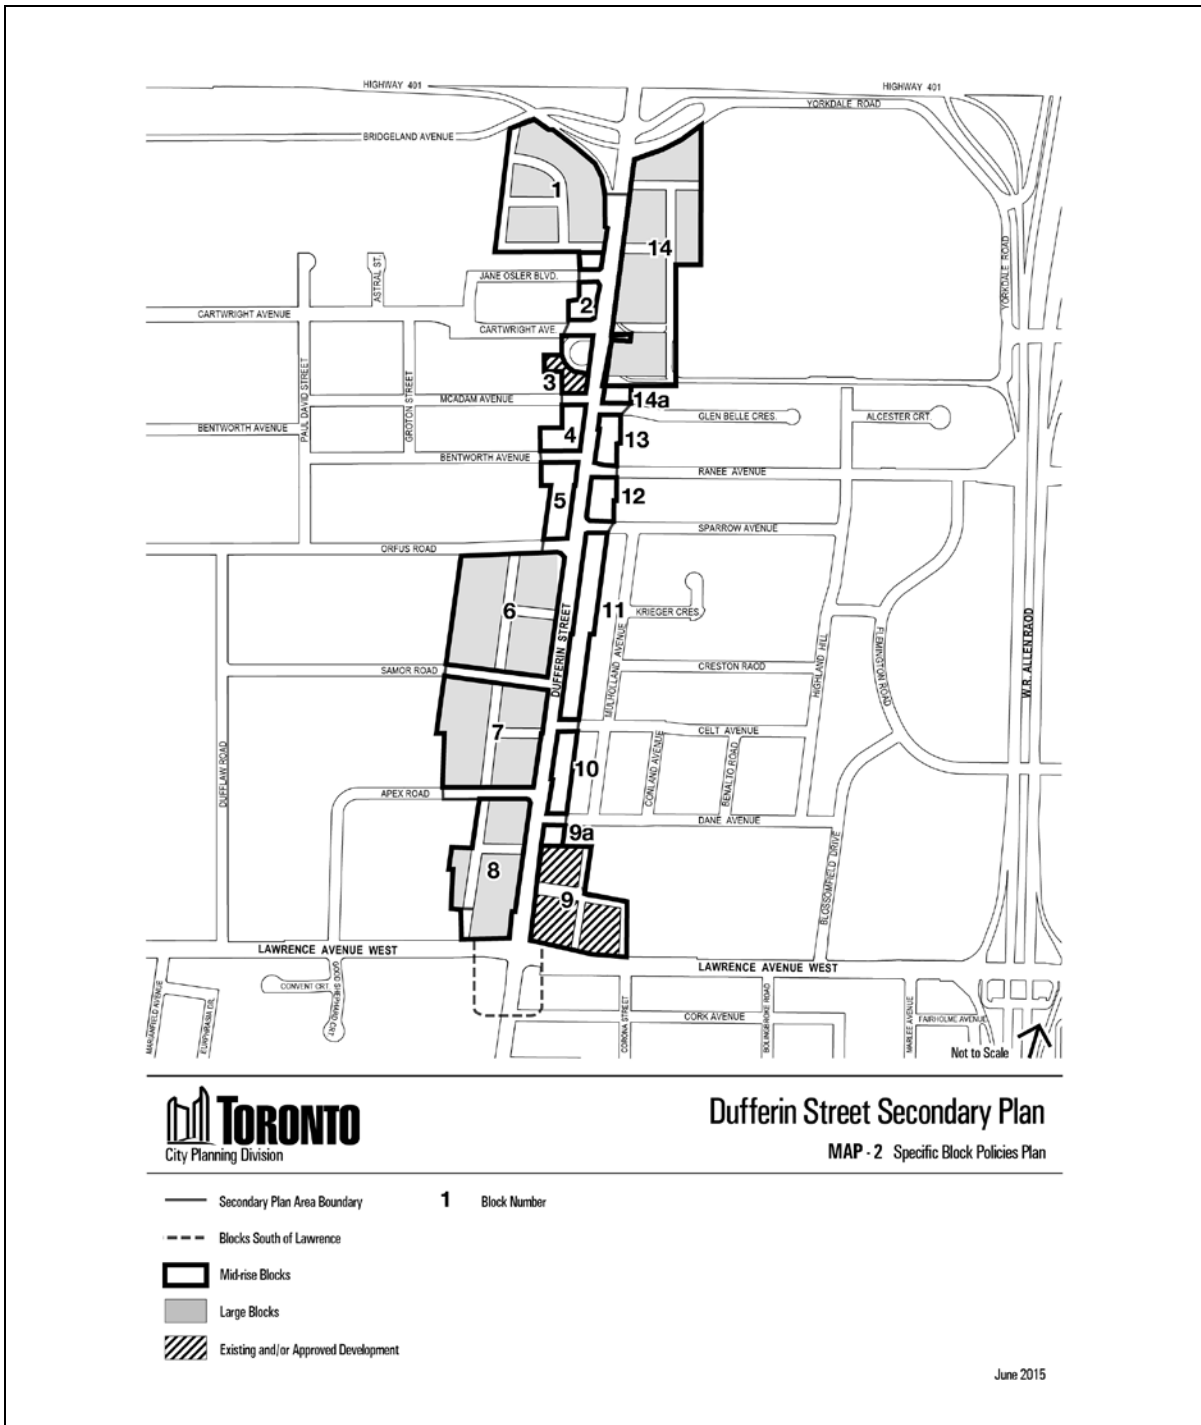 HIGHWAY 401
HIGHWAY 401
YORKDALE ROAD
BRIDGELAND AVENUE
1
14
YORKDALE ROAD
ASTRAL ST.
JANE OSLER BLVD.
2
CARTWRIGHT AVENUE
CARTWRIGHT AVE.
PAUL DAVID STREET
GROTON STREET
3
MCADAM AVENUE
14a
GLEN BELLE CRES.
ALCESTER CRT.
BENTWORTH AVENUE
4
13
BENTWORTH AVENUE
RANEE AVENUE
5
12
SPARROW AVENUE
ORFUS ROAD
6
DUFFERIN STREET
11
KRIEGER CRES.
MULHOLLAND AVENUE
HIGHLAND HILL
FLEMINGTON ROAD
W.R. ALLEN RAOD
SAMOR ROAD
CRESTON RAOD
7
CELT AVENUE
DUFFLAW ROAD
10
CONLAND AVENUE
BENALTO ROAD
APEX ROAD
DANE AVENUE
9a
8
9
BLOSSOMFIELD DRIVE
LAWRENCE AVENUE WEST
LAWRENCE AVENUE WEST
CONVENT CRT.
GOOD SHEPHARD CRT.
MARIANFIELD AVENUE
EUPHRASIA DR.
CORONA STREET
CORK AVENUE
BOLINGBROKE ROAD
MARLEE AVENUE
FAIRHOLME AVENUE
Not to Scale
TORONTO
City Planning Division
Dufferin Street Secondary Plan
MAP - 2 Specific Block Policies Plan
Secondary Plan Area Boundary
1 Block Number
Blocks South of Lawrence
Mid-rise Blocks
Large Blocks
Existing and/or Approved Development
June 2015